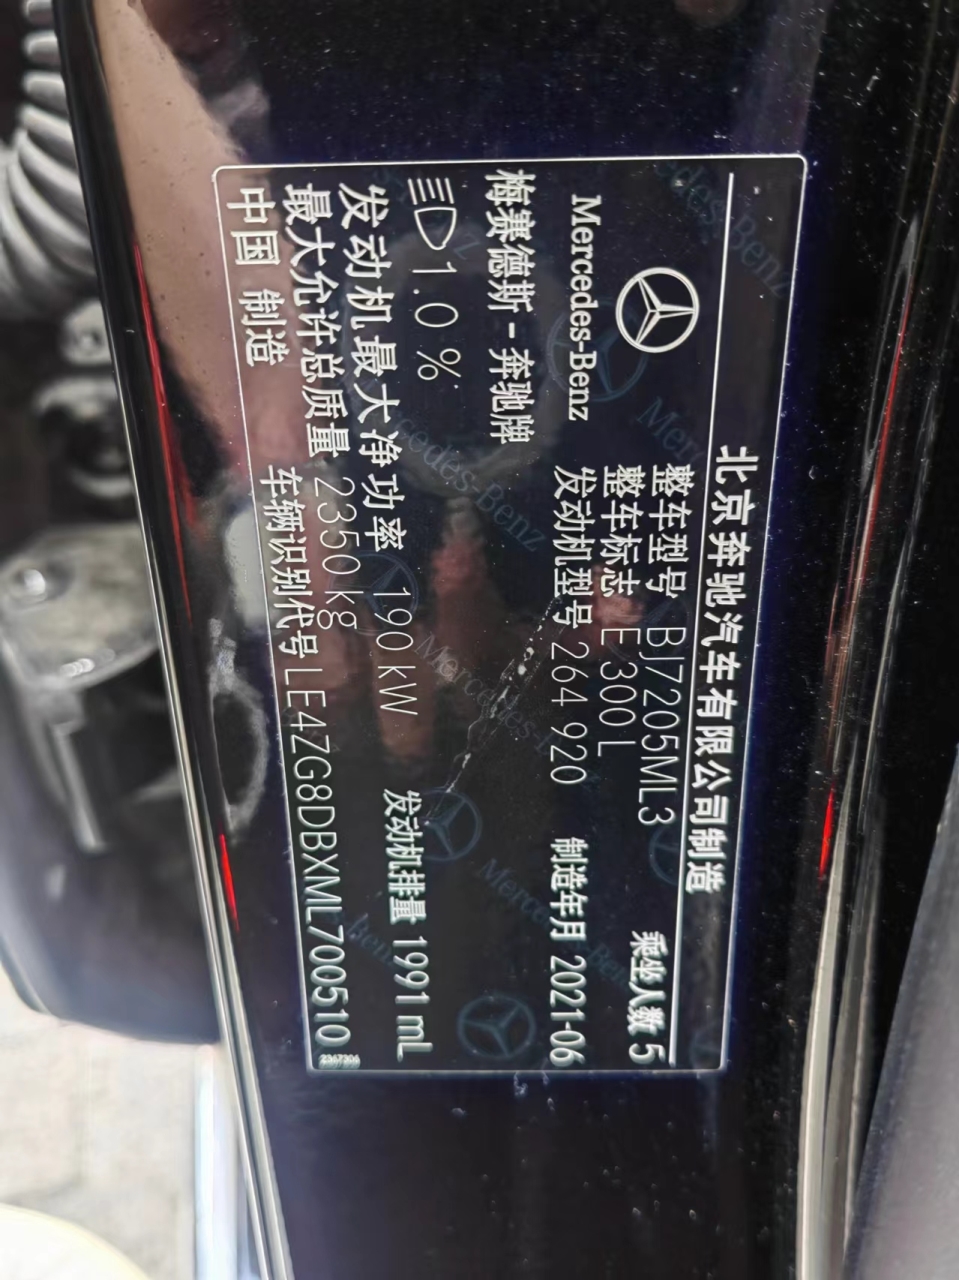 北京奔驰汽车有限公司制造
Mercedes-Benz
整车型号 BJ7205ML3 乘坐人数 5
整车标志 E 300 L
发动机型号 264 920 制造年月 2021-06
梅赛德斯-奔驰牌
1.0 %
发动机最大净功率 190 kW 发动机排量 1991 mL
最大允许总质量 2350 kg
中国 制造 车辆识别代号 LE4ZG8DBXML700510
2367306